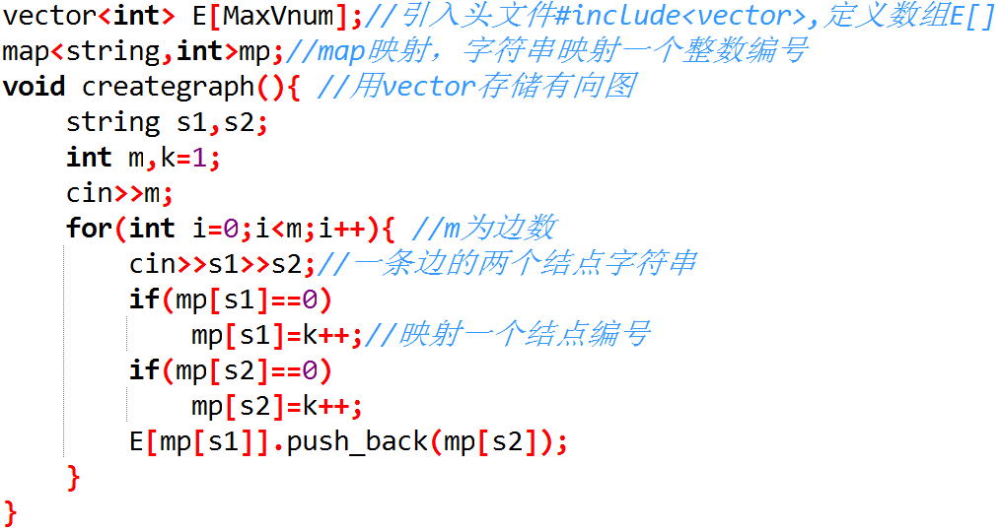 vector<int> E[MaxVnum];//引入头文件#include<vector>,定义数组E[]
map<string,int>mp;//map映射，字符串映射一个整数编号
void creategraph(){ //用vector存储有向图
    string s1,s2;
    int m,k=1;
    cin>>m;
    for(int i=0;i<m;i++){ //m为边数
        cin>>s1>>s2;//一条边的两个结点字符串
        if(mp[s1]==0)
            mp[s1]=k++;//映射一个结点编号
        if(mp[s2]==0)
            mp[s2]=k++;
        E[mp[s1]].push_back(mp[s2]);
    }
}